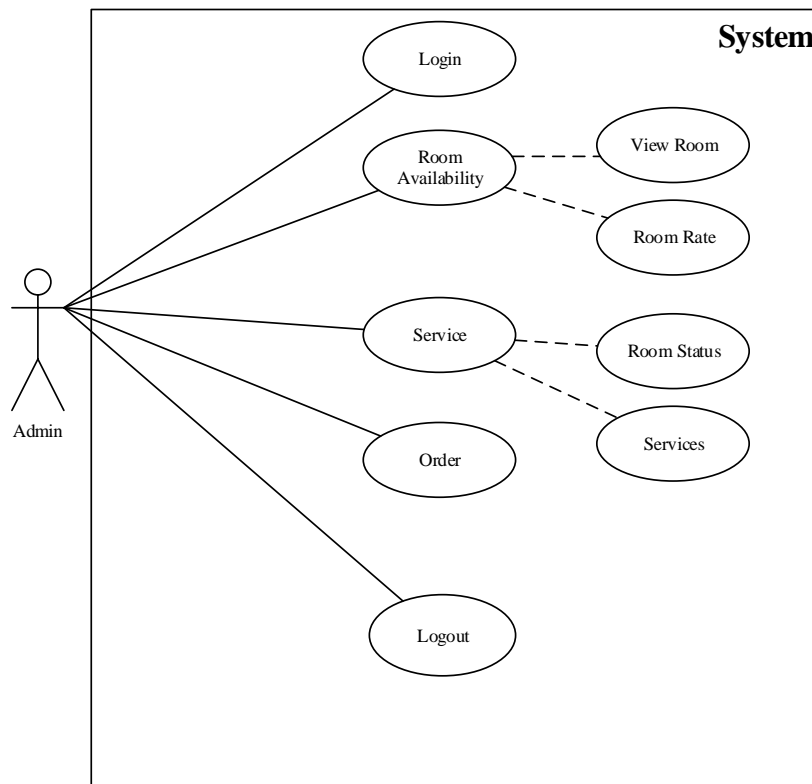 System
Login
Room
Availability
View Room
Room Rate
Service
Room Status
Services
Admin
Order
Logout